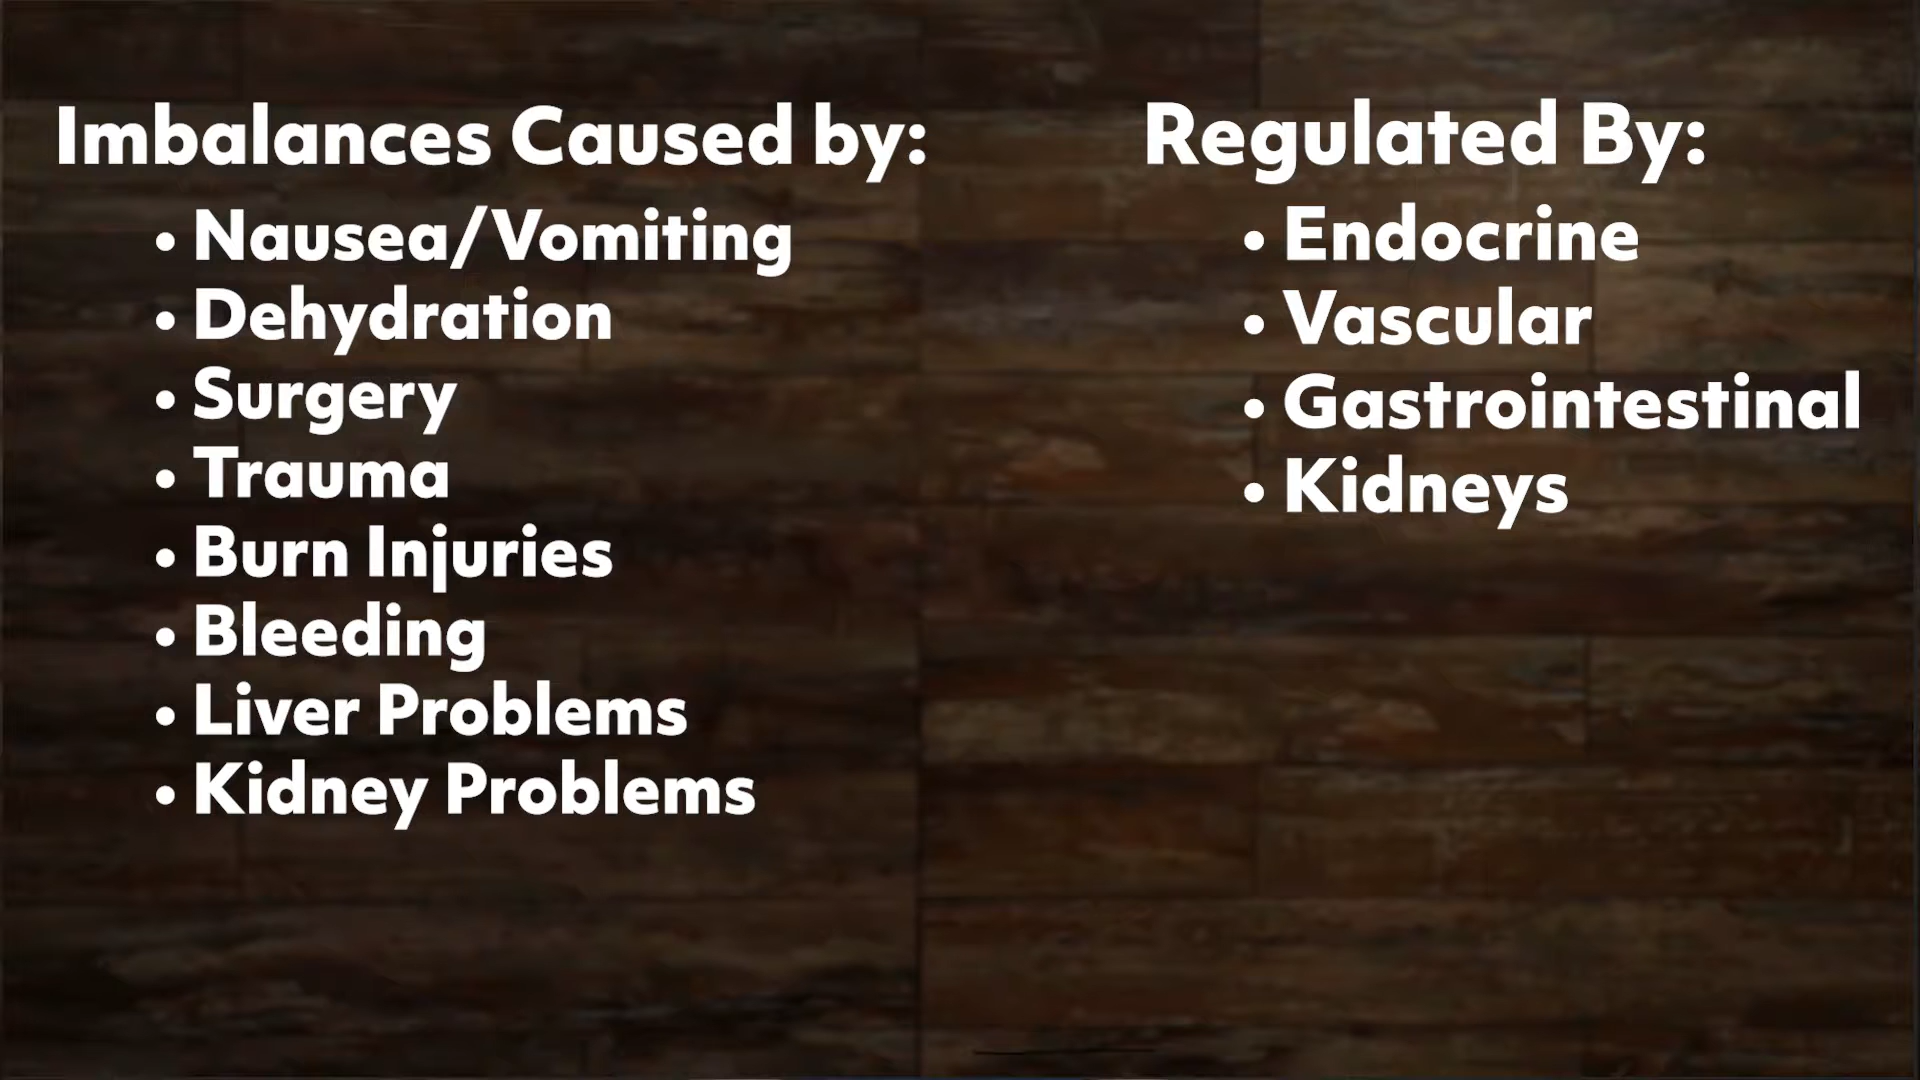 Imbalances Caused by:
• Nausea/Vomiting
• Dehydration
• Surgery
• Trauma
• Burn Injuries
• Bleeding
• Liver Problems
• Kidney Problems
Regulated By:
• Endocrine
• Vascular
• Gastrointestinal
• Kidneys